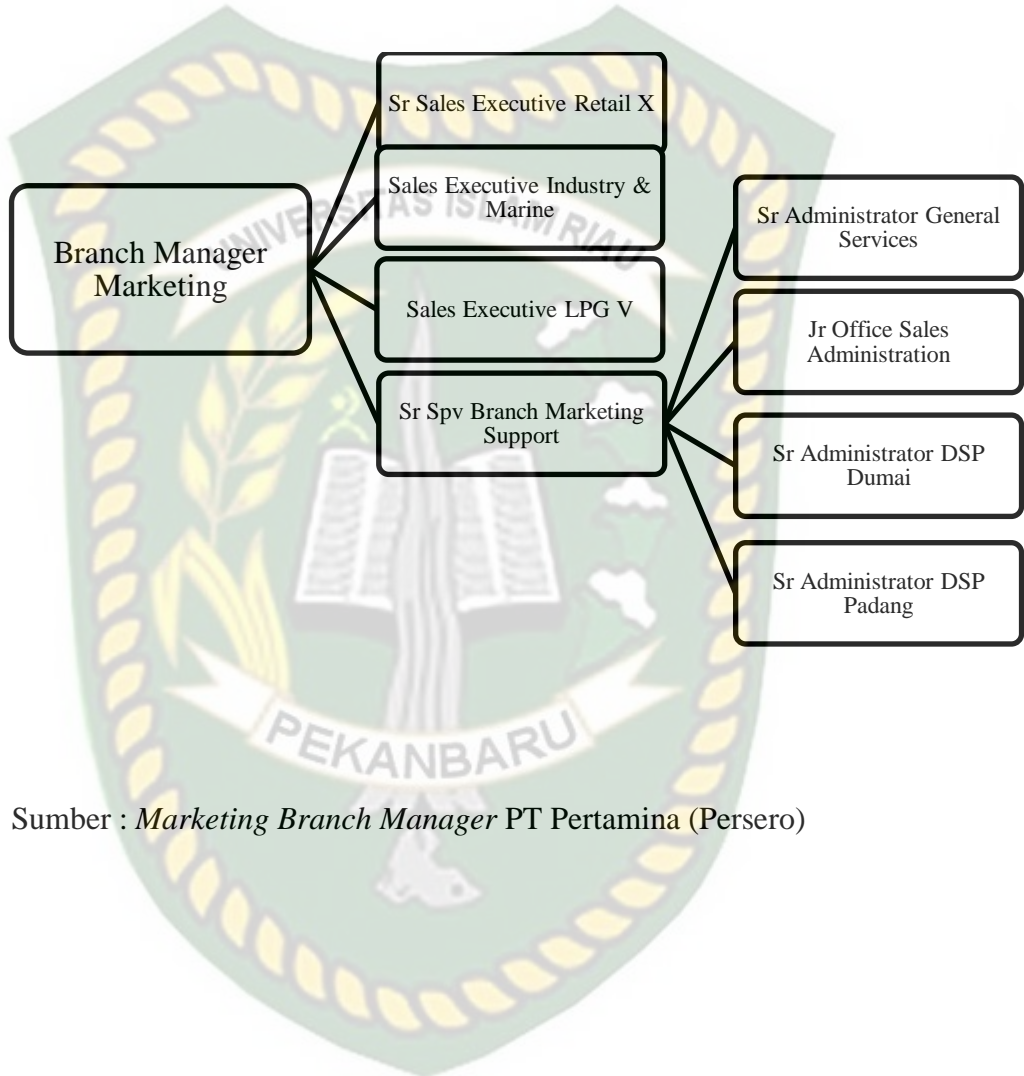 Sr Sales Executive Retail X
Sales Executive Industry &
Marine
Branch Manager
Marketing
Sales Executive LPG V
Sr Spv Branch Marketing
Support
Sr Administrator General
Services
Jr Office Sales
Administration
Sr Administrator DSP
Dumai
Sr Administrator DSP
Padang
UNIVERSITAS ISLAM RIAU
PEKANBARU
Sumber : Marketing Branch Manager PT Pertamina (Persero)